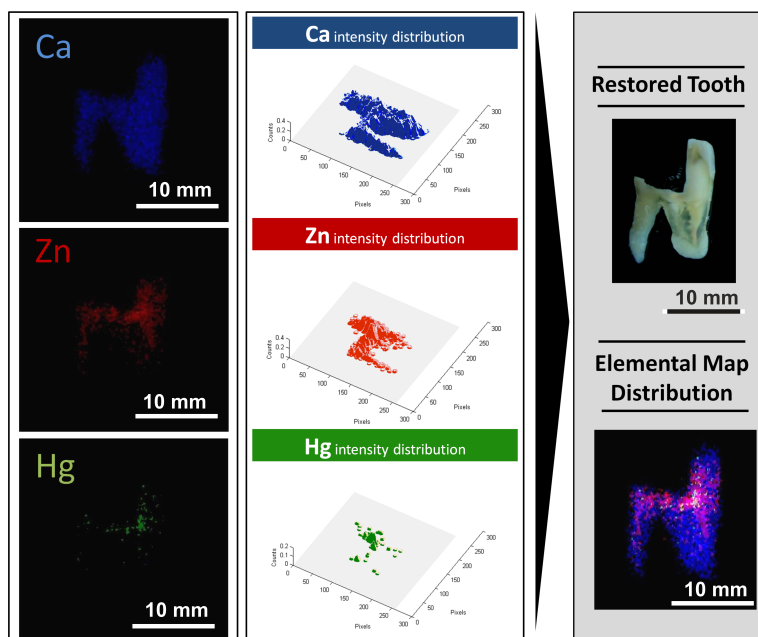 Ca
10 mm
Zn
10 mm
Hg
10 mm
Ca intensity distribution
Counts
0.4
0.2
0
0
50
100
150
200
250
300
Pixels
0
50
100
150
200
250
300
Pixels
Zn intensity distribution
Counts
0.4
0.2
0
0
50
100
150
200
250
300
Pixels
0
50
100
150
200
250
300
Pixels
Hg intensity distribution
Counts
0.2
0.1
0
0
50
100
150
200
250
300
Pixels
0
50
100
150
200
250
300
Pixels
Restored Tooth
10 mm
Elemental Map
Distribution
10 mm